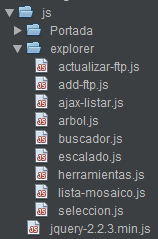 js
Portada
explorer
actualizar-ftp.js
add-ftp.js
ajax-listar.js
arbol.js
buscador.js
escalado.js
herramientas.js
lista-mosaico.js
seleccion.js
jquery-2.2.3.min.js